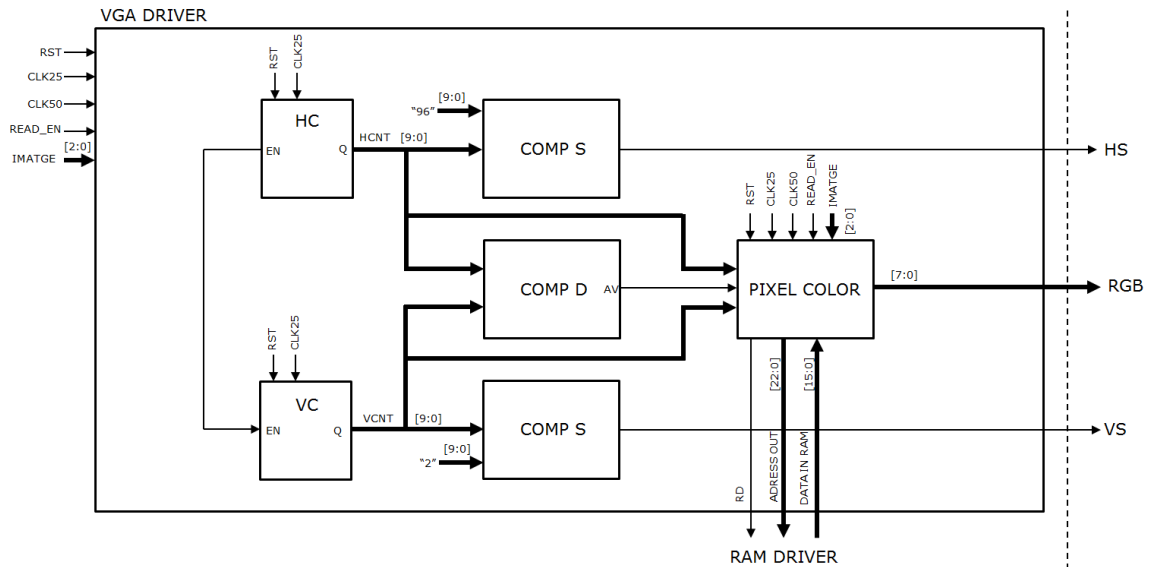 VGA DRIVER
RST
CLK25
CLK50
READ_EN
IMATGE
[2:0]
RST
CLK25
HC
EN
Q
HCNT [9:0]
"96"
[9:0]
COMP S
HS
RST
CLK25
CLK50
READ_EN
IMATGE
[2:0]
COMP D
AV
PIXEL COLOR
[7:0]
RGB
RST
CLK25
VC
EN
Q
VCNT [9:0]
[9:0]
"2"
COMP S
VS
RD
ADRESS OUT
[22:0]
DATA IN RAM
[15:0]
RAM DRIVER